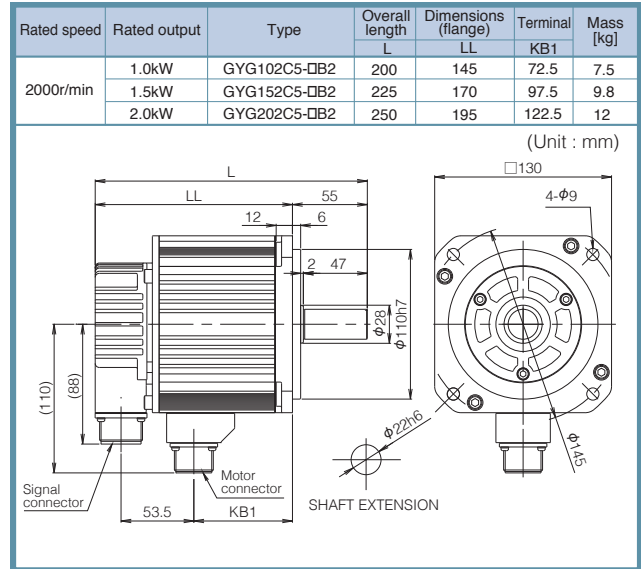 Rated speed Rated output Type Overall length Dimensions (flange) Terminal Mass [kg]
L LL KB1
2000r/min 1.0kW GYG102C5-□B2 200 145 72.5 7.5
1.5kW GYG152C5-□B2 225 170 97.5 9.8
2.0kW GYG202C5-□B2 250 195 122.5 12
(Unit : mm)
L
LL 55
12 6
2 47
φ28
φ110h7
(110)
(88)
Signal connector
Motor connector
53.5 KB1
φ22h6
SHAFT EXTENSION
□130
4-φ9
φ145